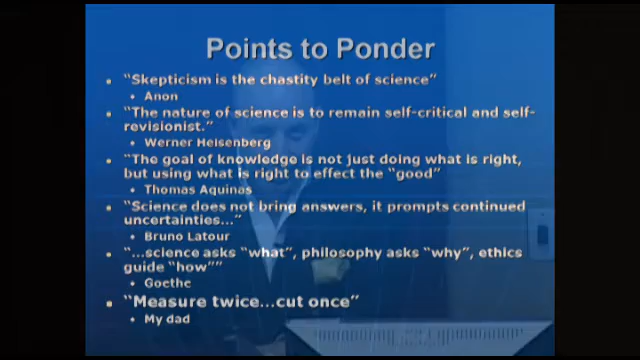 Points to Ponder
“Skepticism is the chastity belt of science”
Anon
“The nature of science is to remain self-critical and self-
revisionist.”
Werner Heisenberg
“The goal of knowledge is not just doing what is right,
but using what is right to effect the “good”
Thomas Aquinas
“Science does not bring answers, it prompts continued
uncertainties...”
Bruno Latour
“...science asks “what”, philosophy asks “why”, ethics
guide “how””
Goethe
“Measure twice...cut once”
My dad